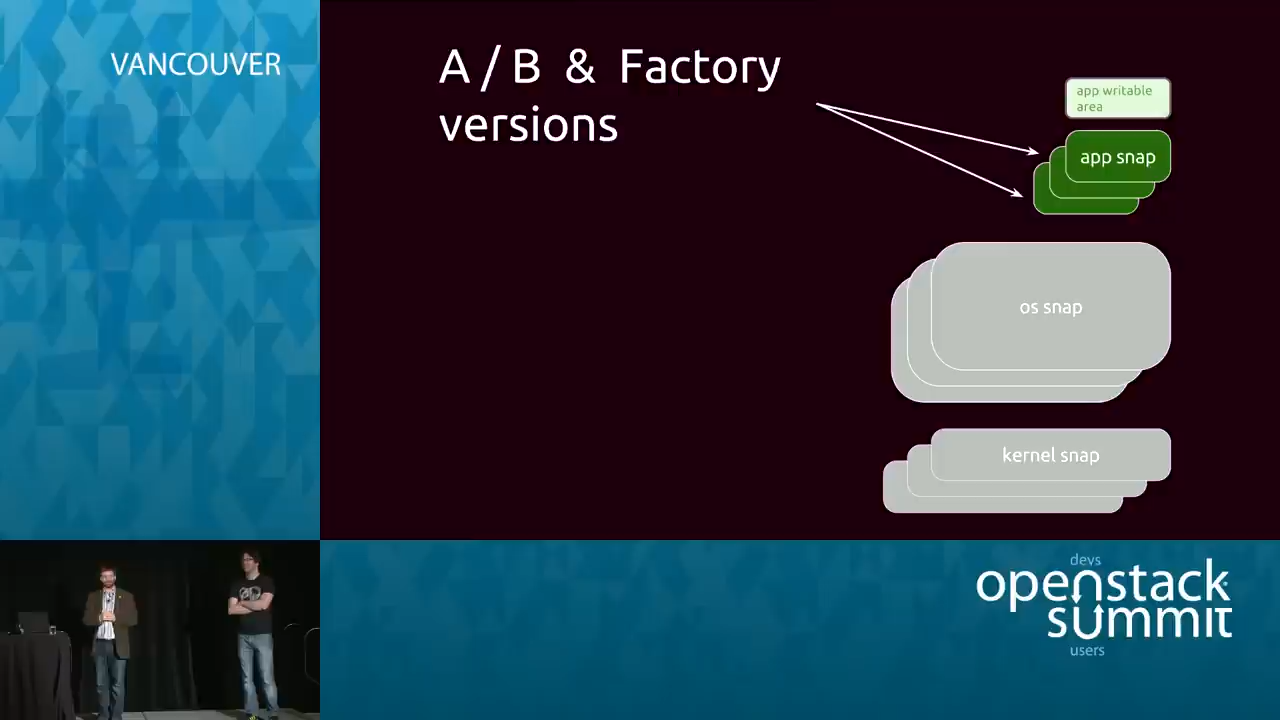 VANCOUVER
A / B & Factory
versions
app writable
area
app snap
os snap
kernel snap
devs
openstack
summit
users